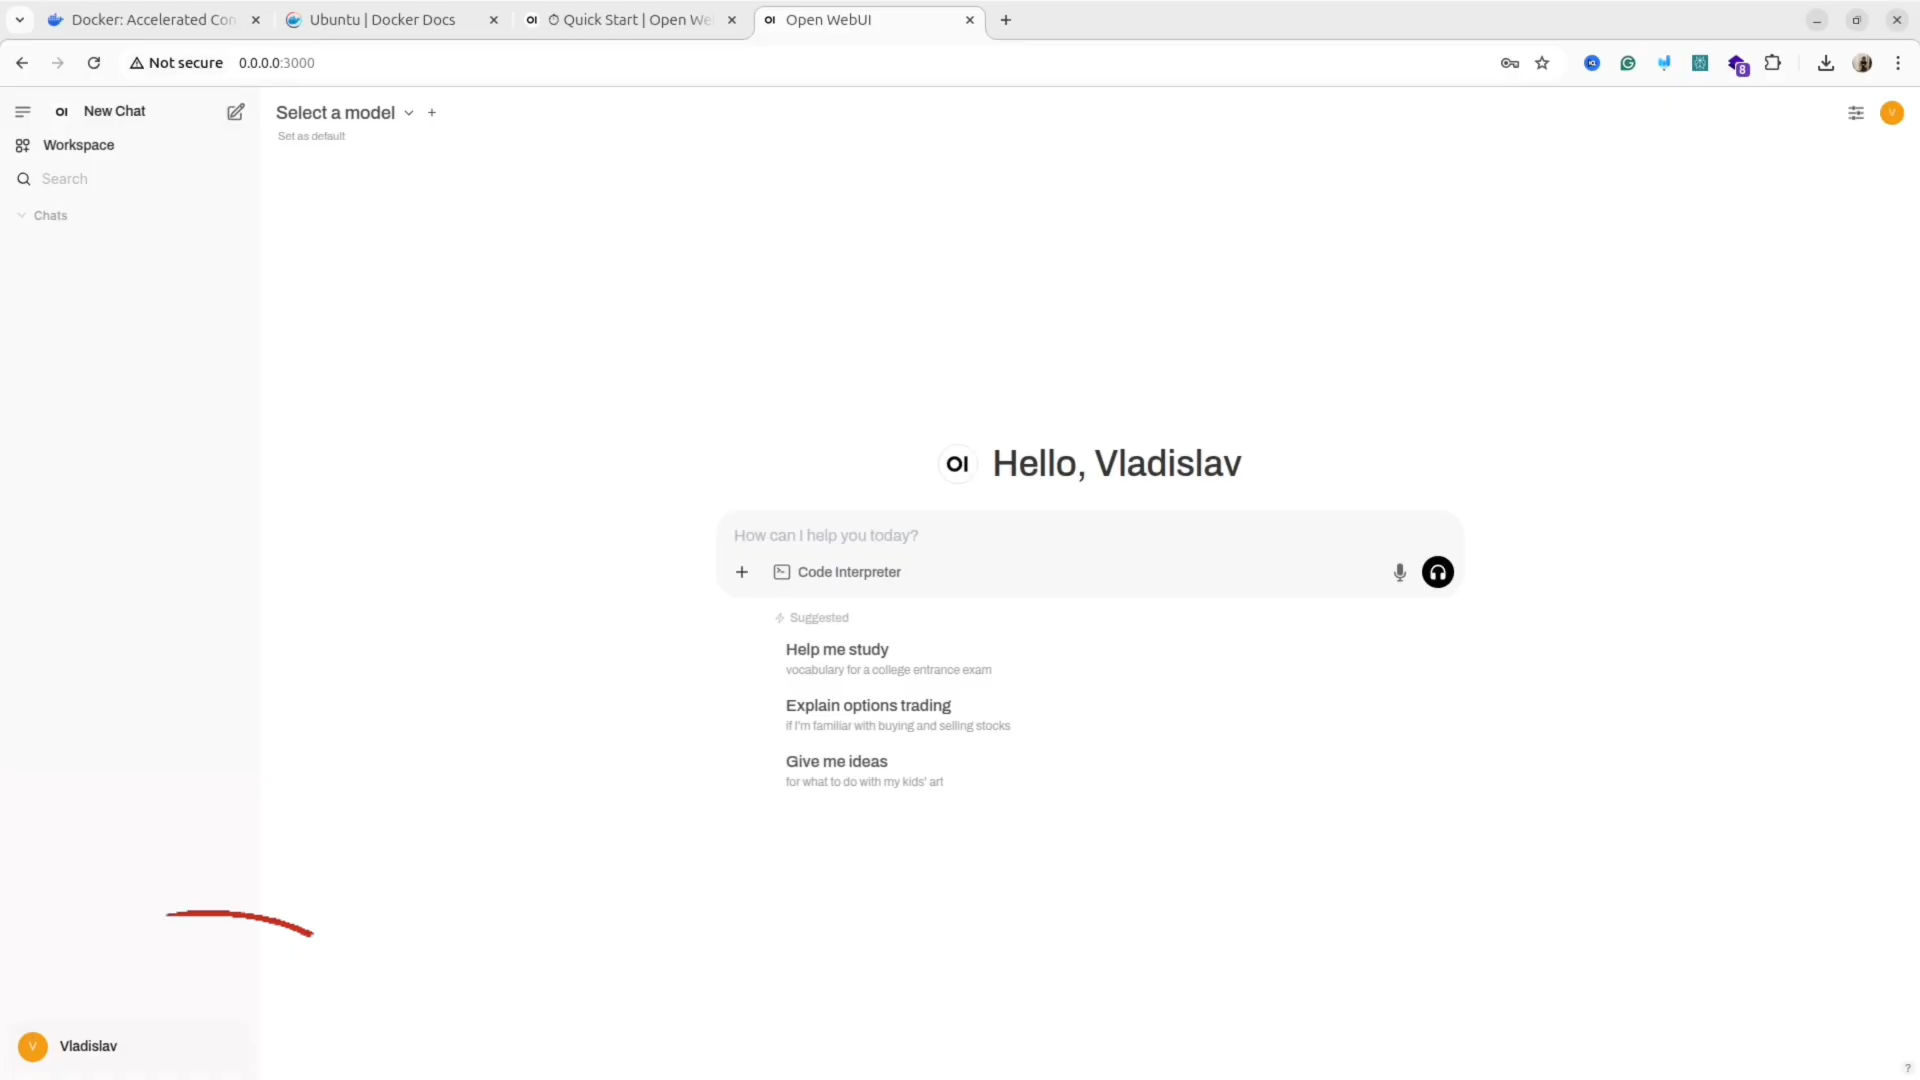 Docker: Accelerated Con
Ubuntu | Docker Docs
OI Quick Start | Open We
OI Open WebUI
Not secure 0.0.0.0:3000
8
OI New Chat
Workspace
Search
Chats
Select a model
Set as default
V
OI Hello, Vladislav
How can I help you today?
Code Interpreter
Suggested
Help me study
vocabulary for a college entrance exam
Explain options trading
if I'm familiar with buying and selling stocks
Give me ideas
for what to do with my kids' art
V Vladislav
?